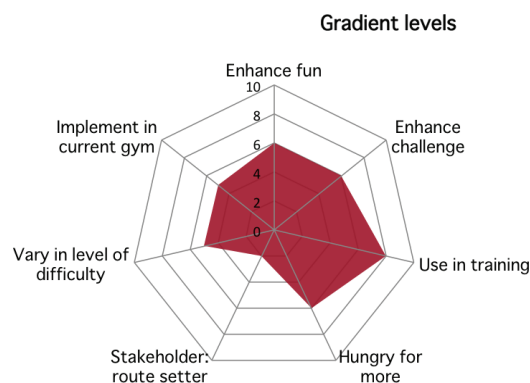 Gradient levels
Enhance fun
10
8
6
4
2
0
Enhance
challenge
Use in training
Hungry for
more
Stakeholder:
route setter
Vary in level of
difficulty
Implement in
current gym